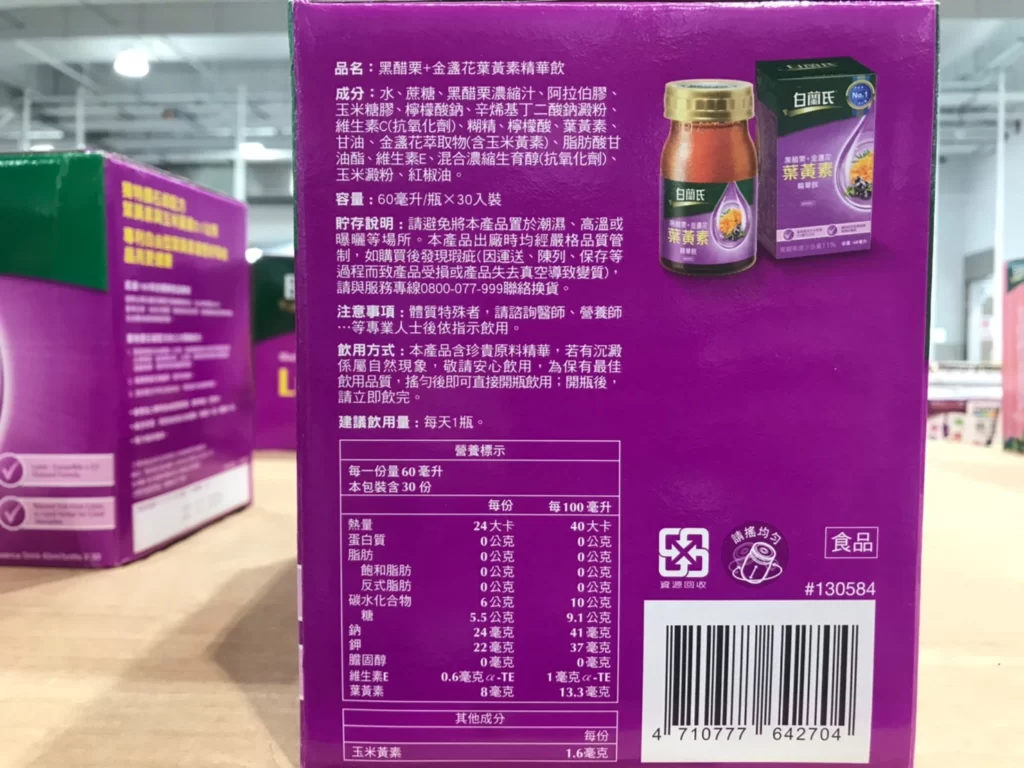 品名：黑醋栗+金盞花葉黃素精華飲
成分：水、蔗糖、黑醋栗濃縮汁、阿拉伯膠、
玉米糖膠、檸檬酸鈉、辛烯基丁二酸鈉澱粉、
維生素C(抗氧化劑)、糊精、檸檬酸、葉黃素、
甘油、金盞花萃取物(含玉米黃素)、脂肪酸甘
油酯、維生素E、混合濃縮生育醇(抗氧化劑)、
玉米澱粉、紅椒油。
容量：60毫升/瓶×30入裝
貯存說明：請避免將本產品置於潮濕、高溫或
曝曬等場所。本產品出廠時均經嚴格品質管
制，如購買後發現瑕疵(因運送、陳列、保存等
過程而致產品受損或產品失去真空導致變質)，
請與服務專線0800-077-999聯絡換貨。
注意事項：體質特殊者，請諮詢醫師、營養師
…等專業人士後依指示飲用。
飲用方式：本產品含珍貴原料精華，若有沉澱
係屬自然現象，敬請安心飲用，為保有最佳
飲用品質，搖勻後即可直接開瓶飲用；開瓶後，
請立即飲完。
建議飲用量：每天1瓶。
營養標示
每一份量60毫升
本包裝含30份
每份 每100毫升
熱量 24大卡 40大卡
蛋白質 0公克 0公克
脂肪 0公克 0公克
飽和脂肪 0公克 0公克
反式脂肪 0公克 0公克
碳水化合物 6公克 10公克
糖 5.5公克 9.1公克
鈉 24毫克 41毫克
鉀 22毫克 37毫克
膽固醇 0毫克 0毫克
維生素E 0.6毫克α-TE 1毫克α-TE
葉黃素 8毫克 13.3毫克
其他成分
每份
玉米黃素 1.6毫克
白蘭氏
黑醋栗+金盞花
葉黃素
精華飲
白蘭氏
No.1
黑醋栗+金盞花
葉黃素
精華飲
資源回收
請搖均勻
食品
#130584
4 710777 642704